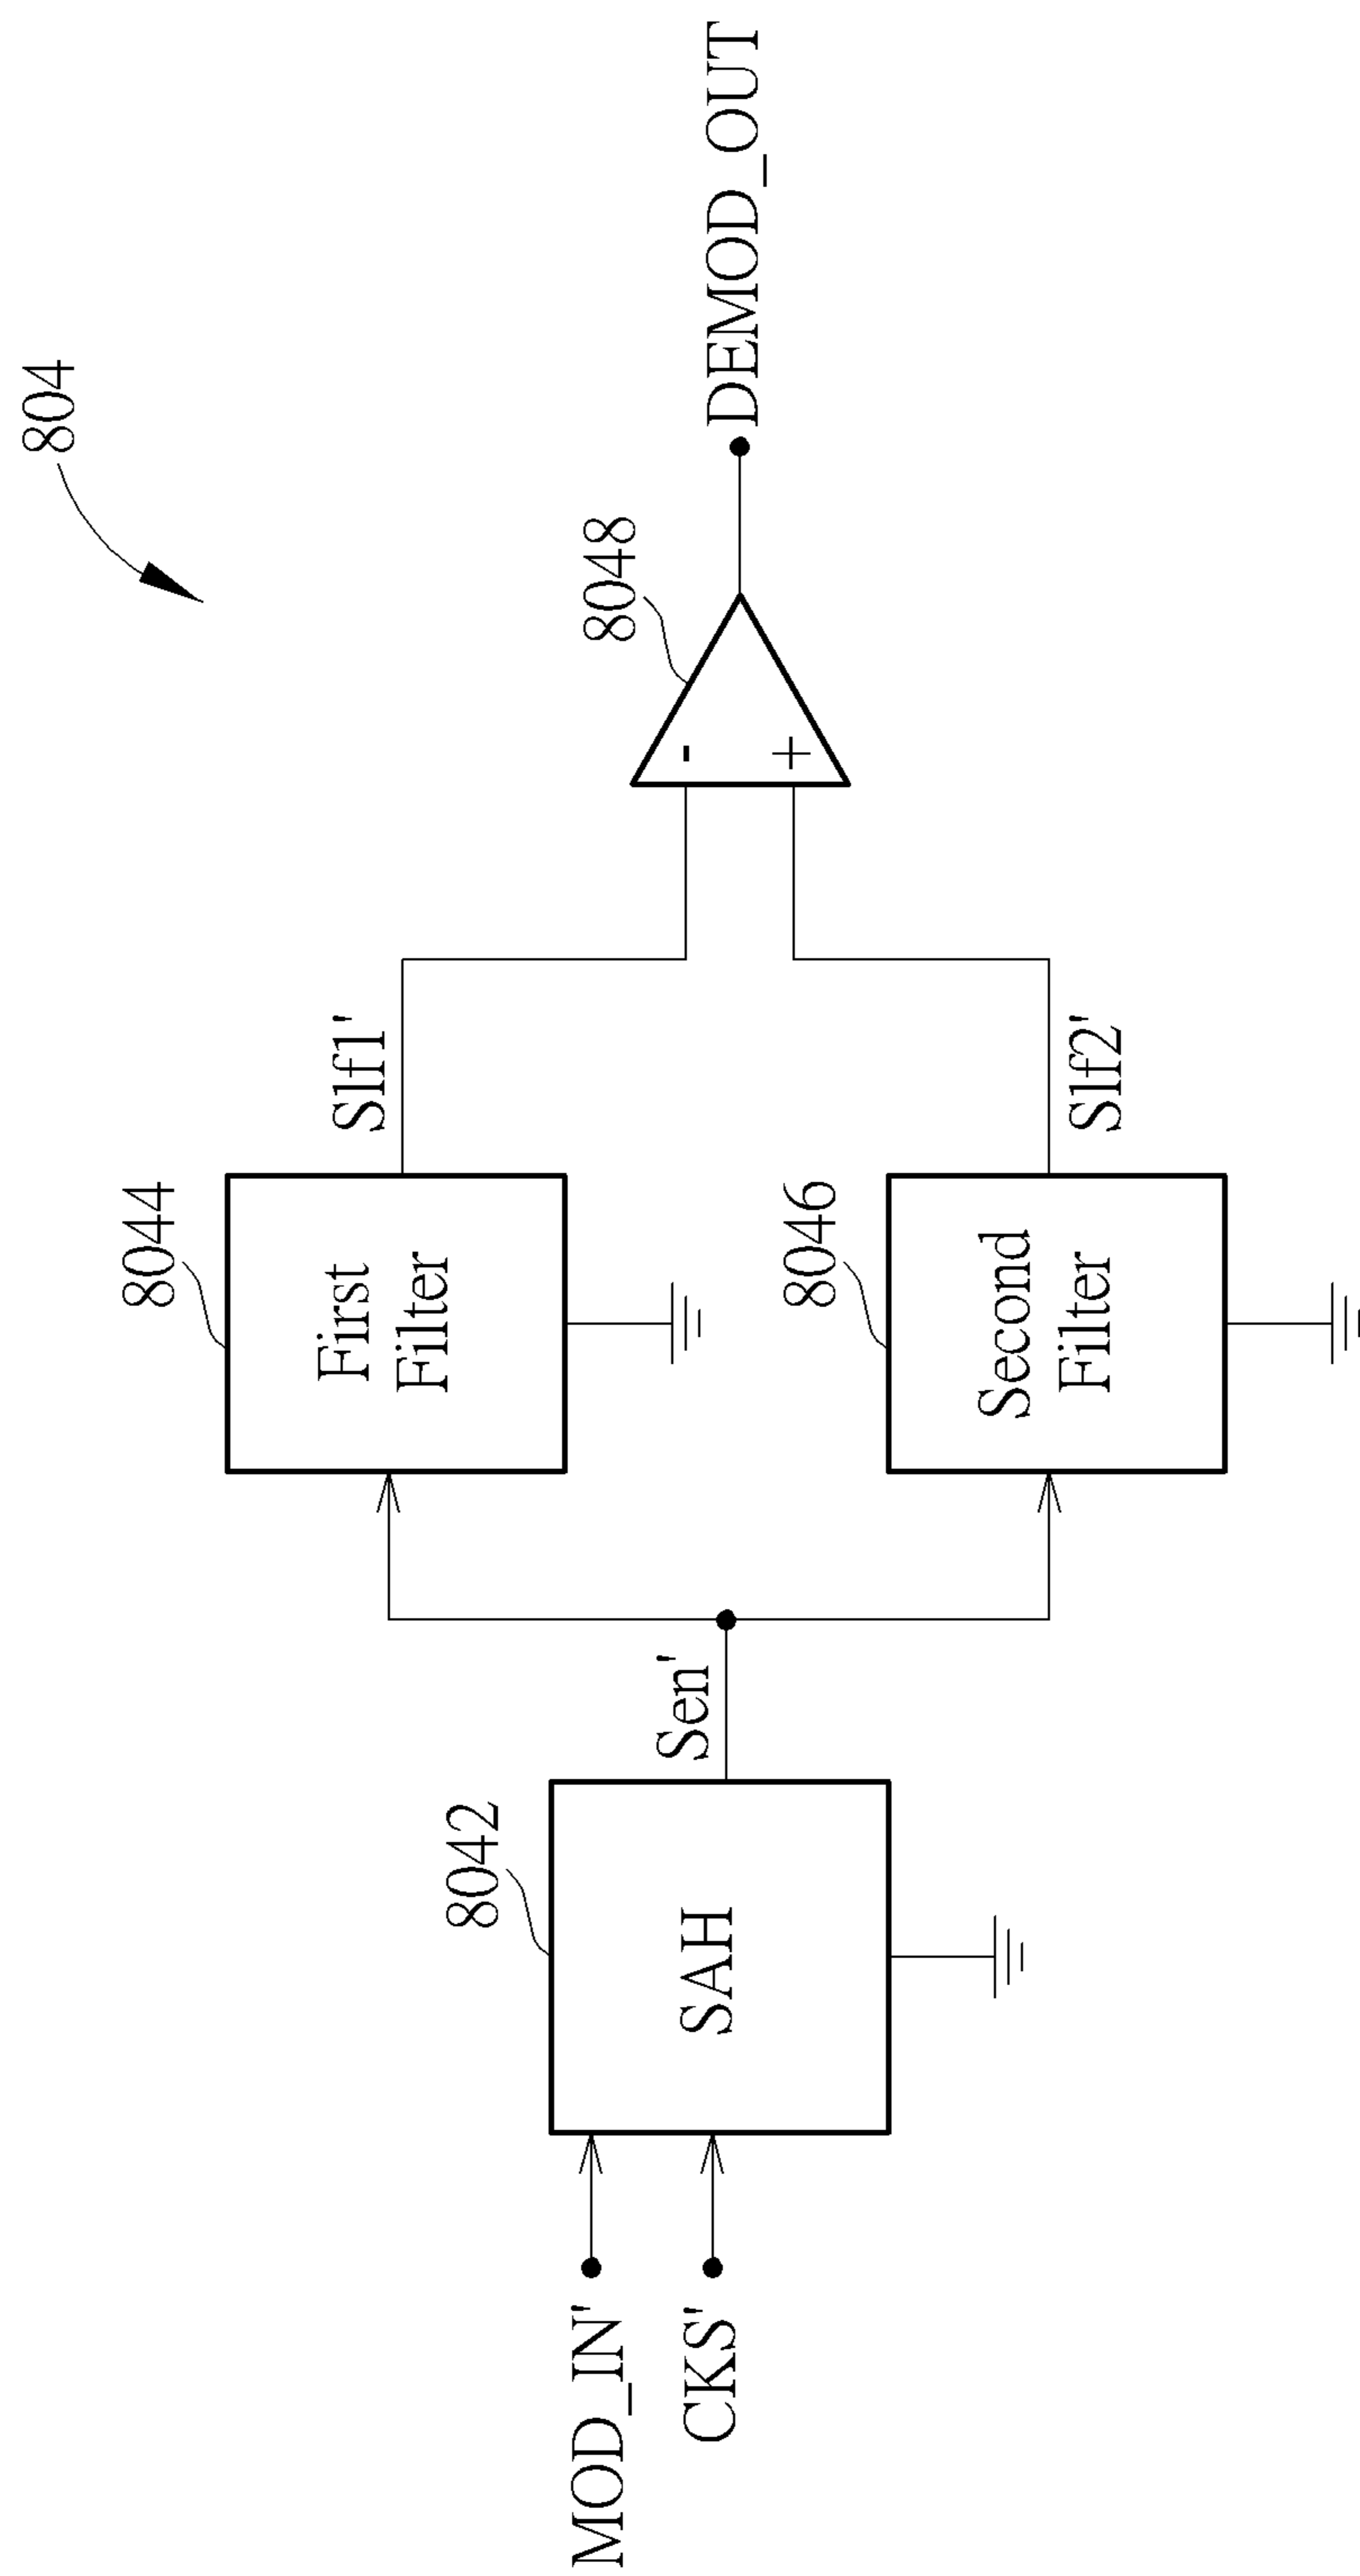 804
8044
First
Filter
Slf1'
8042
8048
MOD_IN'
CKS'
SAH
Sen'
DEMOD_OUT
-
+
8046
Second
Filter
Slf2'